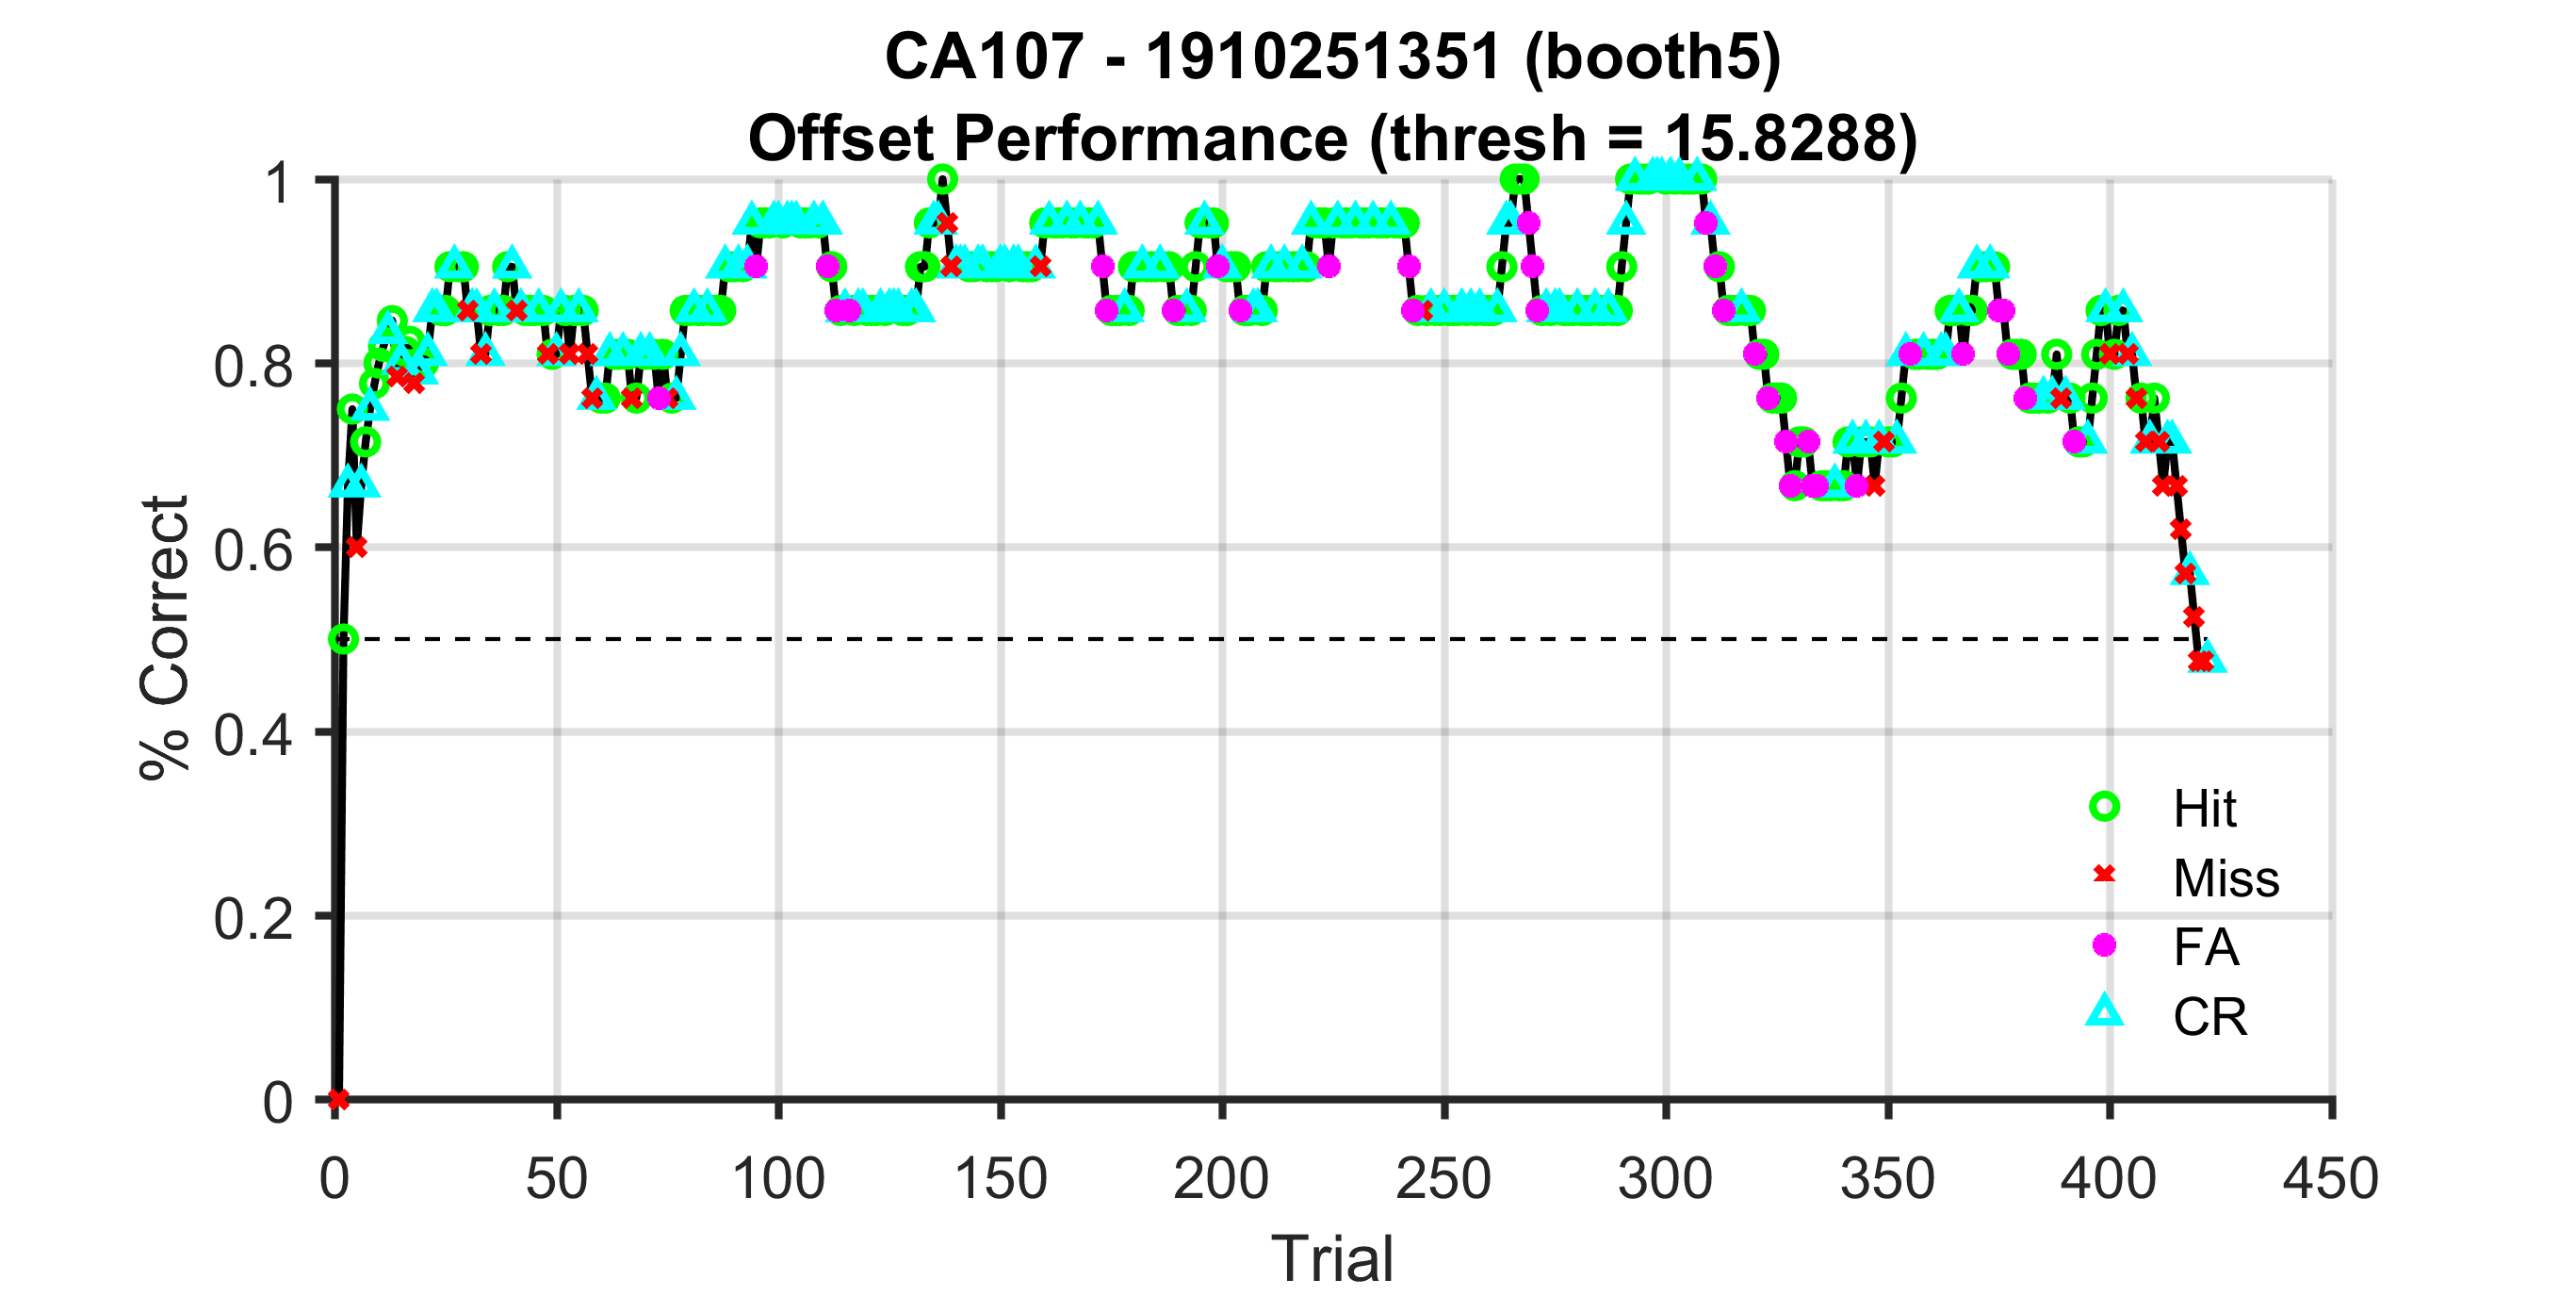 CA107 - 1910251351 (booth5)
Offset Performance (thresh = 15.8288)
% Correct
1
0.8
0.6
0.4
0.2
0
0 50 100 150 200 250 300 350 400 450
Trial
Hit
Miss
FA
CR